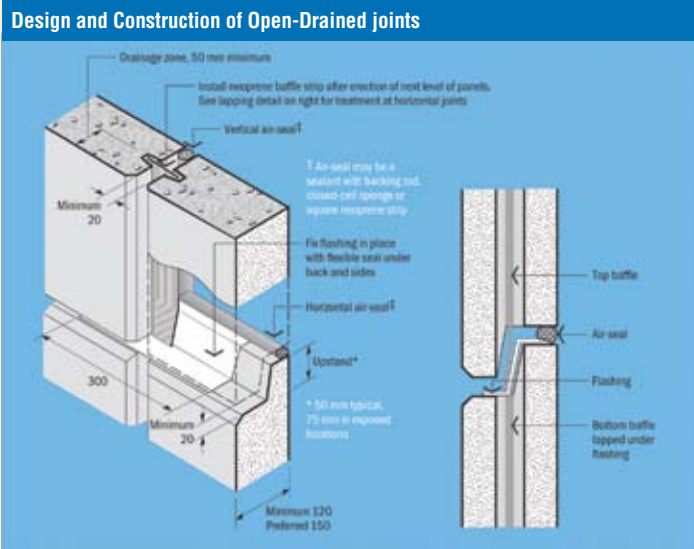 Design and Construction of Open-Drained joints
Drainage zone, 50 mm minimum
Install neoprene baffle strip after erection of next level of panels.
See lapping detail on right for treatment at horizontal joints
Vertical air-seal‡
‡ Air-seal may be a
sealant with backing rod,
closed-cell sponge or
square neoprene strip
Minimum
20
Fix flashing in place
with flexible seal under
back and sides
Horizontal air-seal‡
Upstand*
300
* 50 mm typical,
75 mm in exposed
locations
Minimum
20
Minimum 120
Preferred 150
Top baffle
Air-seal
Flashing
Bottom baffle
lapped under
flashing